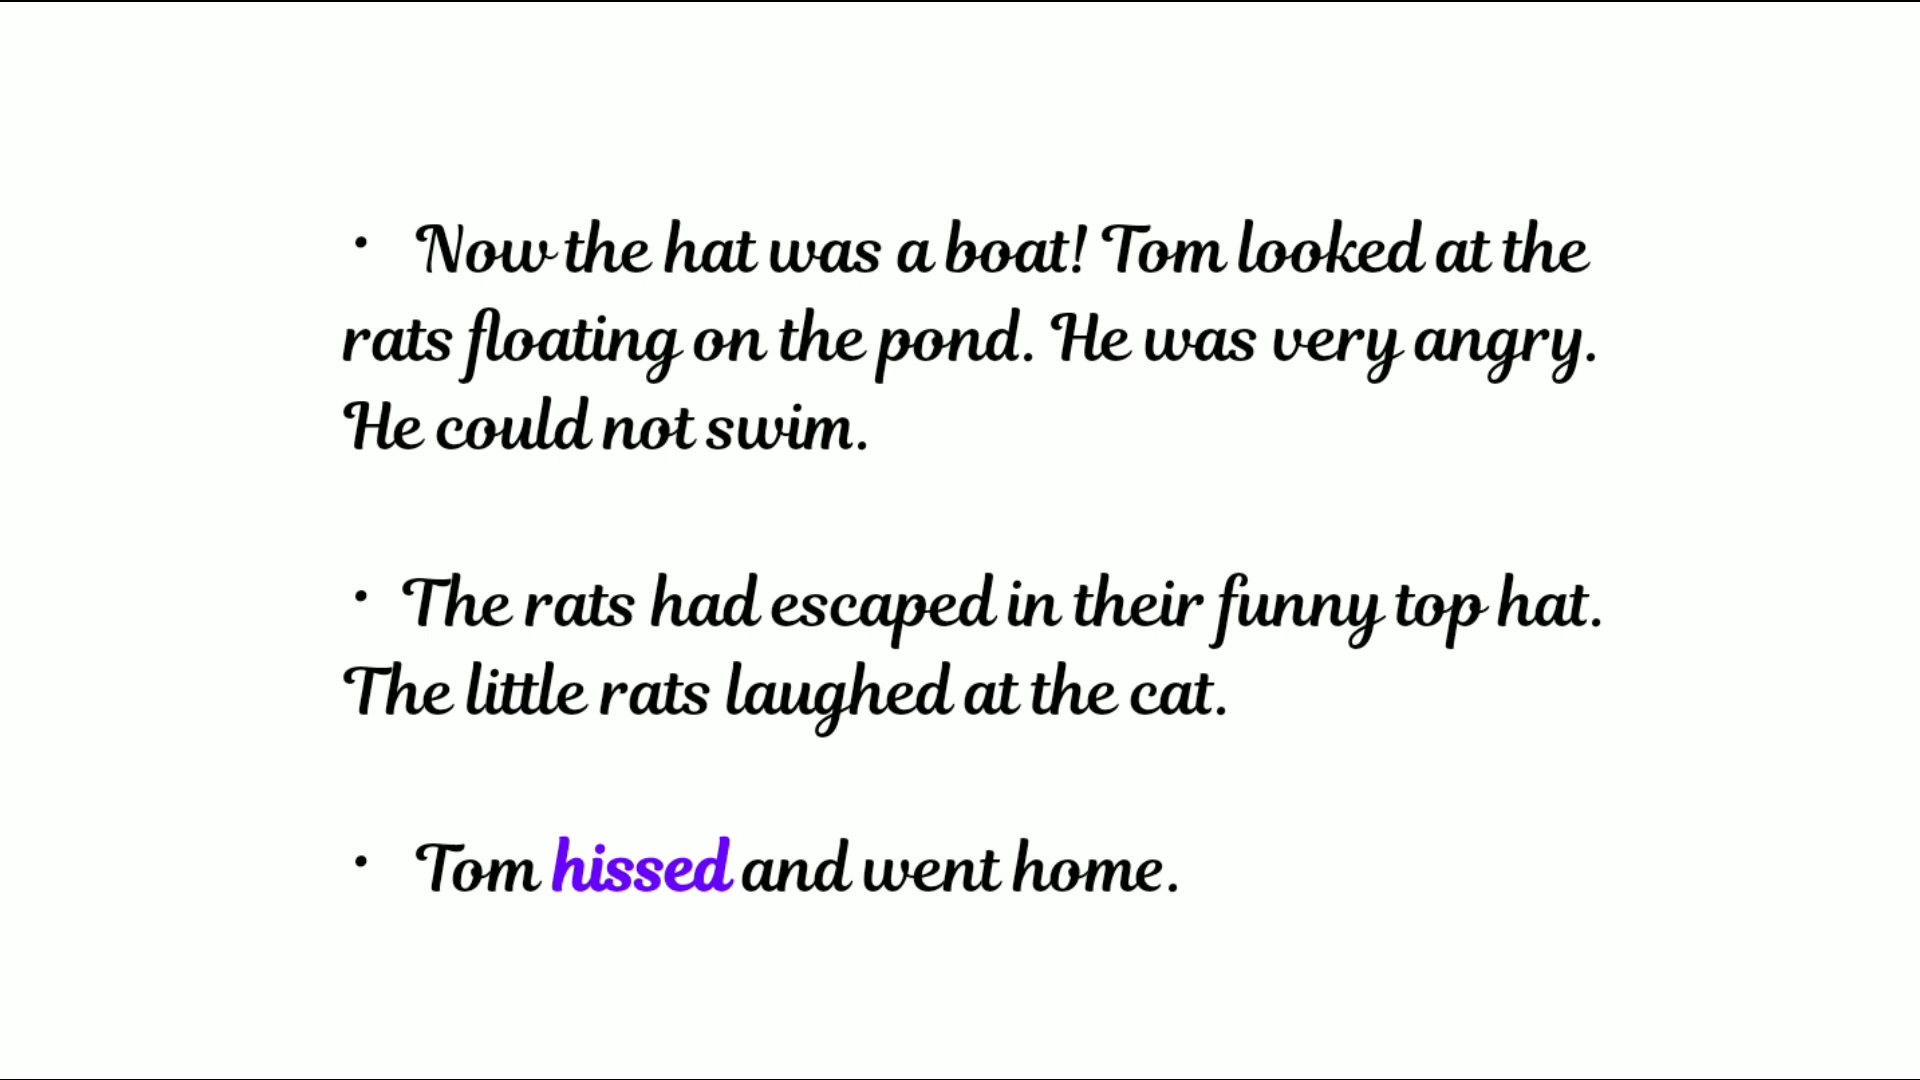 • Now the hat was a boat! Tom looked at the
rats floating on the pond. He was very angry.
He could not swim.
• The rats had escaped in their funny top hat.
The little rats laughed at the cat.
• Tom hissed and went home.